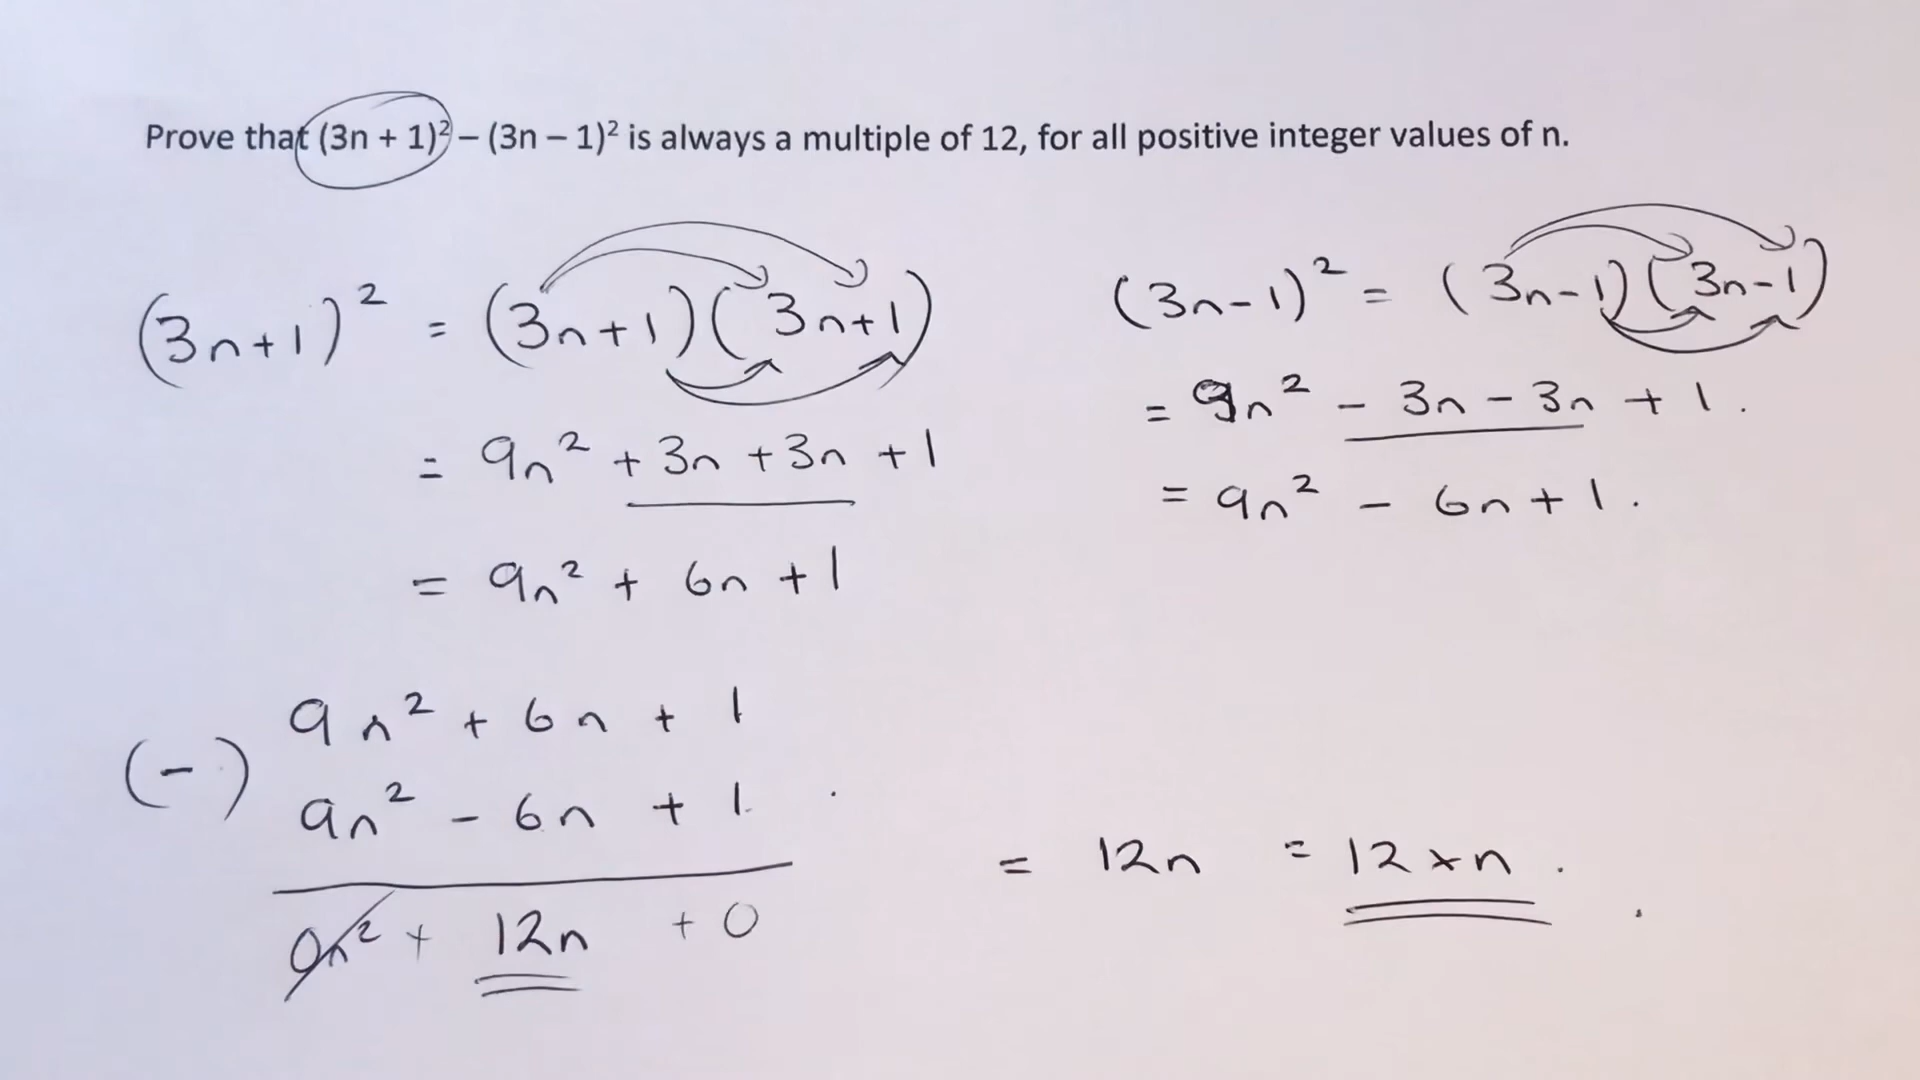 Prove that (3n + 1)² – (3n – 1)² is always a multiple of 12, for all positive integer values of n.
(3n+1)² = (3n+1)(3n+1)
= 9n² + 3n + 3n + 1
= 9n² + 6n + 1
(3n-1)² = (3n-1)(3n-1)
= 9n² - 3n - 3n + 1.
= 9n² - 6n + 1.
(-) 9n² + 6n + 1
9n² - 6n + 1.
0n² + 12n + 0
= 12n = 12 × n.